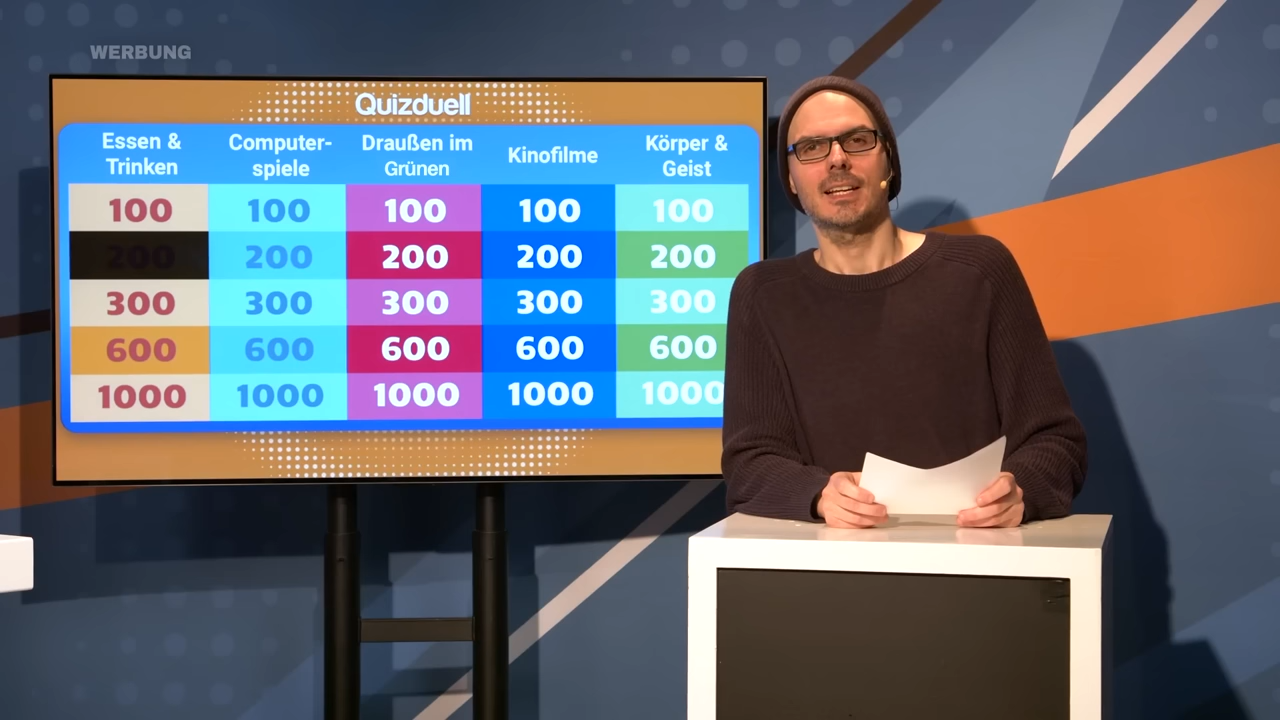 WERBUNG
Quizduell
Essen & Trinken
Computer-spiele
Draußen im Grünen
Kinofilme
Körper & Geist
100 100 100 100 100
200 200 200 200 200
300 300 300 300 300
600 600 600 600 600
1000 1000 1000 1000 1000